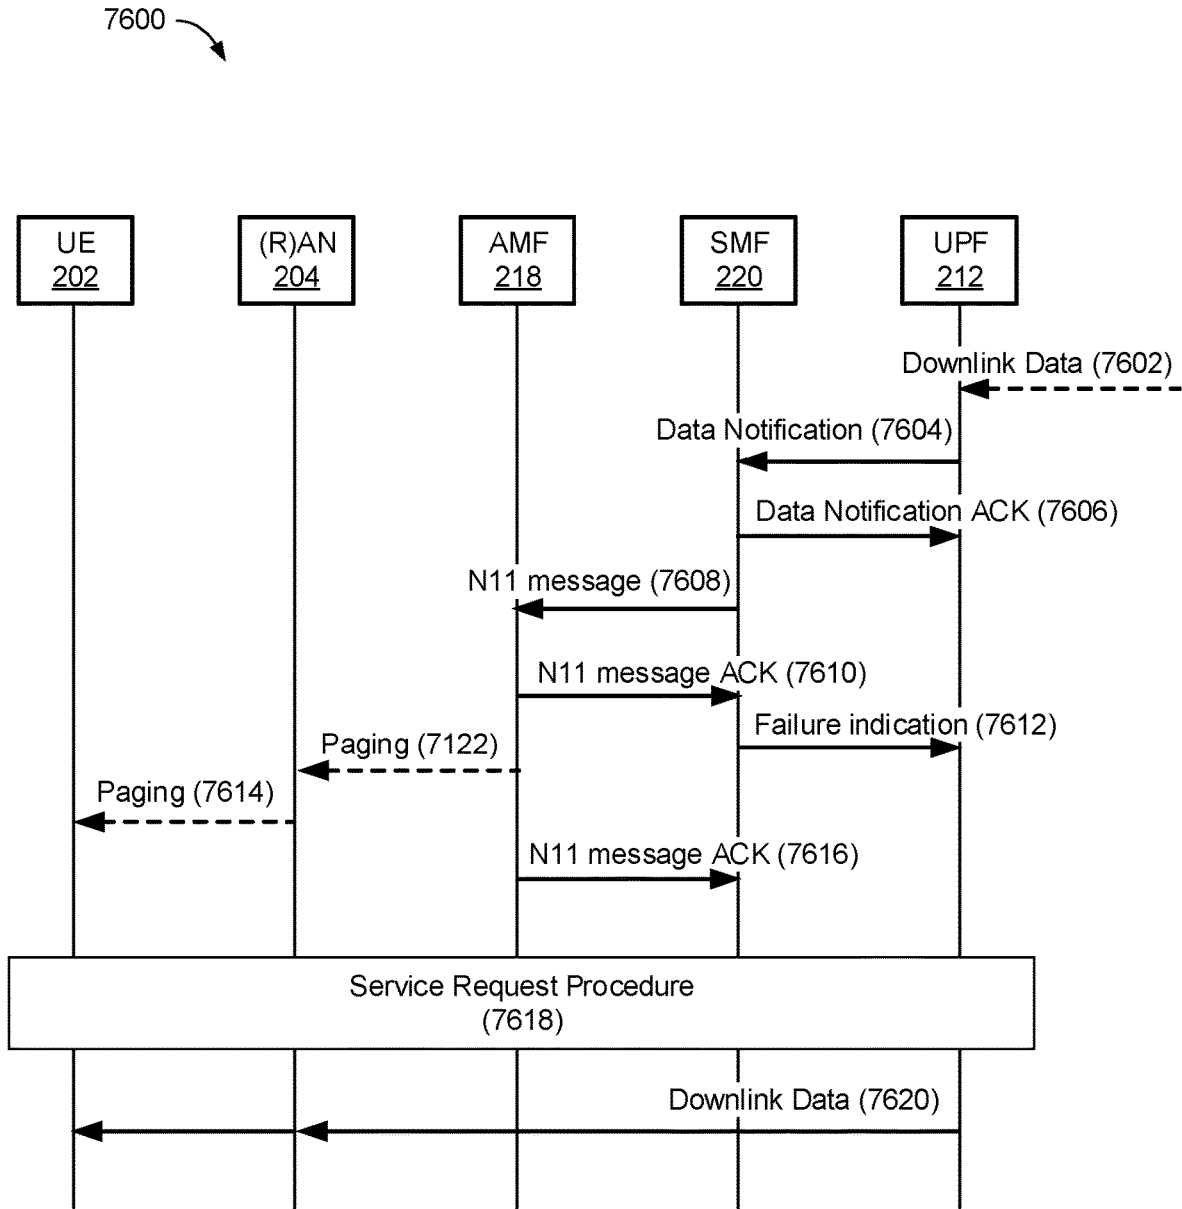 7600
UE
202
(R)AN
204
AMF
218
SMF
220
UPF
212
Downlink Data (7602)
Data Notification (7604)
Data Notification ACK (7606)
N11 message (7608)
N11 message ACK (7610)
Failure indication (7612)
Paging (7122)
Paging (7614)
N11 message ACK (7616)
Service Request Procedure
(7618)
Downlink Data (7620)